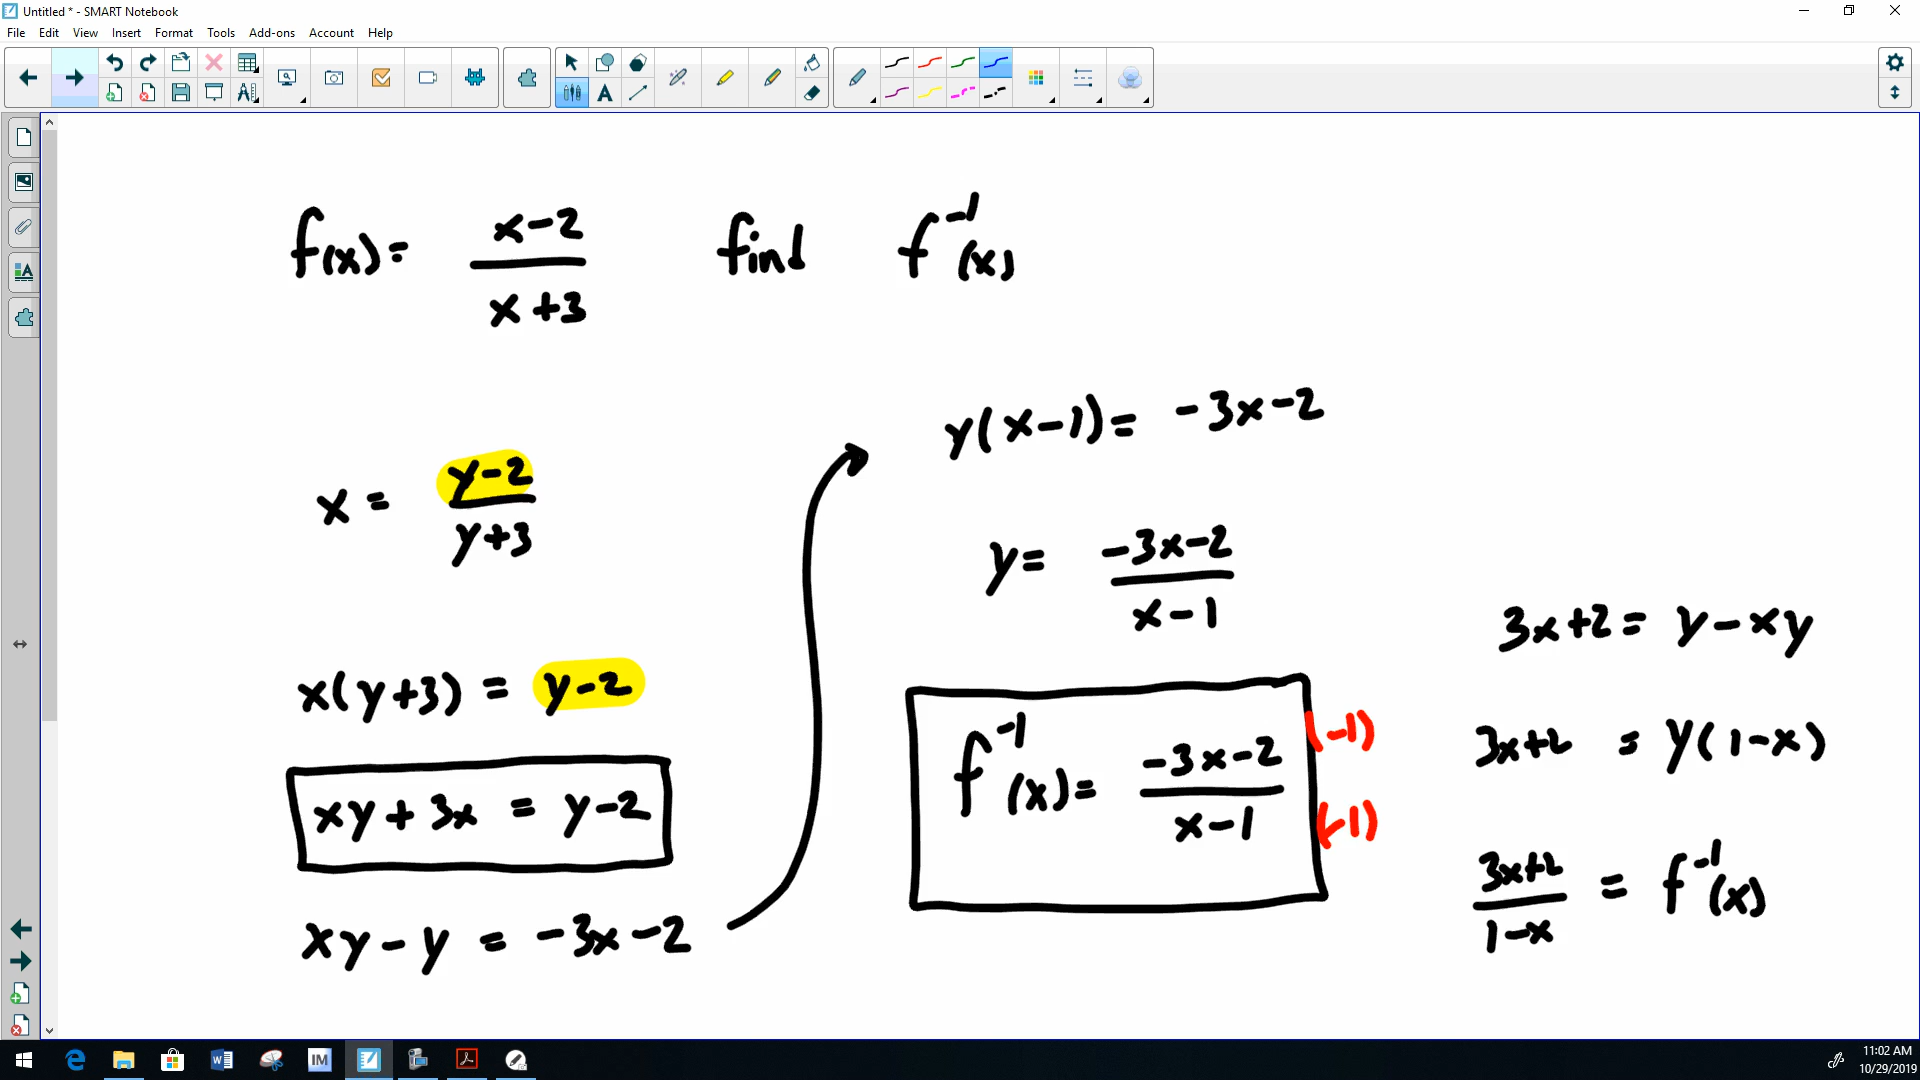 Untitled * - SMART Notebook
File Edit View Insert Format Tools Add-ons Account Help
f(x) = (x-2)/(x+3) find f⁻¹(x)
x = (y-2)/(y+3)
x(y+3) = y-2
xy + 3x = y-2
xy - y = -3x-2
y(x-1) = -3x-2
y = (-3x-2)/(x-1)
f⁻¹(x) = (-3x-2)/(x-1) (-1) (-1)
3x+2 = y-xy
3x+2 = y(1-x)
(3x+2)/(1-x) = f⁻¹(x)
IM
11:02 AM
10/29/2019